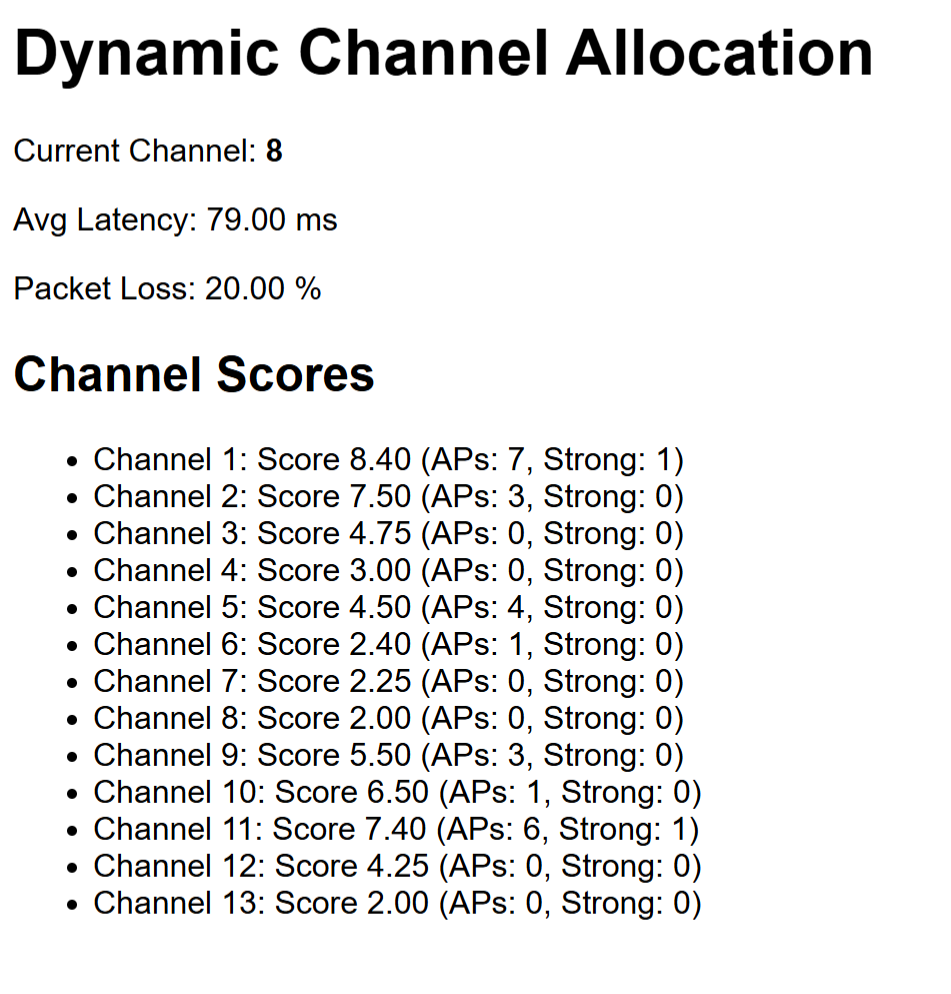 Dynamic Channel Allocation
Current Channel: 8
Avg Latency: 79.00 ms
Packet Loss: 20.00 %
Channel Scores
• Channel 1: Score 8.40 (APs: 7, Strong: 1)
• Channel 2: Score 7.50 (APs: 3, Strong: 0)
• Channel 3: Score 4.75 (APs: 0, Strong: 0)
• Channel 4: Score 3.00 (APs: 0, Strong: 0)
• Channel 5: Score 4.50 (APs: 4, Strong: 0)
• Channel 6: Score 2.40 (APs: 1, Strong: 0)
• Channel 7: Score 2.25 (APs: 0, Strong: 0)
• Channel 8: Score 2.00 (APs: 0, Strong: 0)
• Channel 9: Score 5.50 (APs: 3, Strong: 0)
• Channel 10: Score 6.50 (APs: 1, Strong: 0)
• Channel 11: Score 7.40 (APs: 6, Strong: 1)
• Channel 12: Score 4.25 (APs: 0, Strong: 0)
• Channel 13: Score 2.00 (APs: 0, Strong: 0)